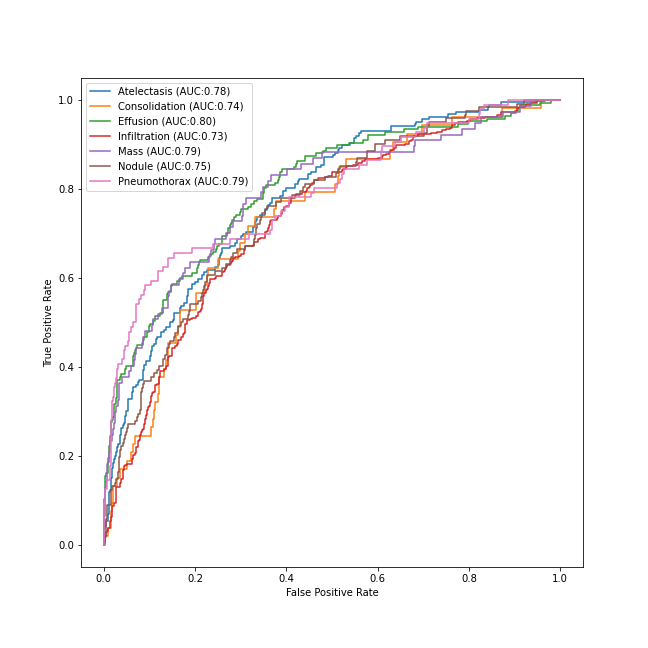 Atelectasis (AUC:0.78)
Consolidation (AUC:0.74)
Effusion (AUC:0.80)
Infiltration (AUC:0.73)
Mass (AUC:0.79)
Nodule (AUC:0.75)
Pneumothorax (AUC:0.79)
True Positive Rate
1.0
0.8
0.6
0.4
0.2
0.0
0.0 0.2 0.4 0.6 0.8 1.0
False Positive Rate